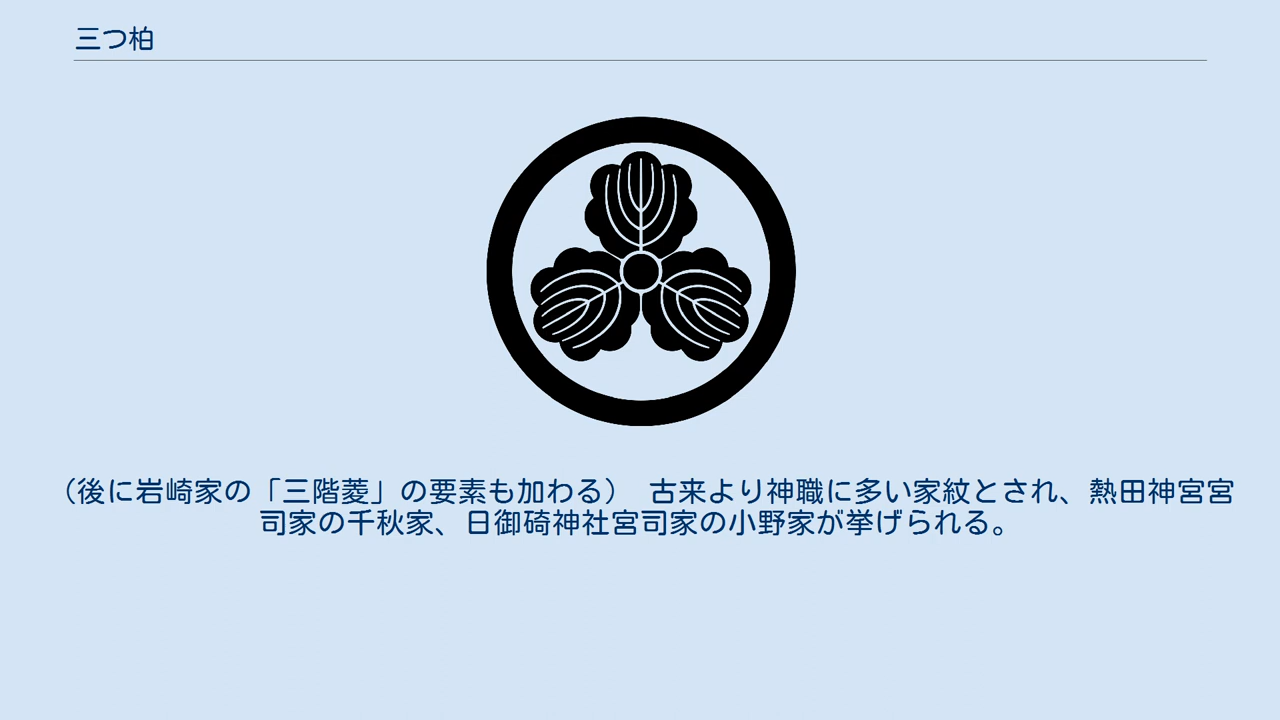 三つ柏
（後に岩崎家の「三階菱」の要素も加わる）　古来より神職に多い家紋とされ、熱田神宮宮
司家の千秋家、日御碕神社宮司家の小野家が挙げられる。